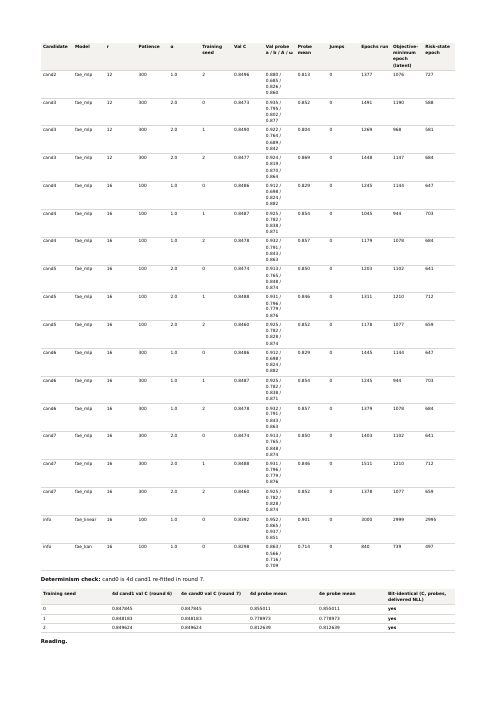 Candidate Model r Patience α Training seed Val C Val probe a / b / A / ω Probe mean Jumps Epochs run Objective-minimum epoch (latent) Risk-state epoch
cand2 fae_mlp 12 300 1.0 2 0.8496 0.880 / 0.685 / 0.826 / 0.860 0.813 0 1377 1076 727
cand3 fae_mlp 12 300 2.0 0 0.8473 0.935 / 0.795 / 0.802 / 0.877 0.852 0 1491 1190 588
cand3 fae_mlp 12 300 2.0 1 0.8490 0.922 / 0.764 / 0.689 / 0.842 0.804 0 1269 968 581
cand3 fae_mlp 12 300 2.0 2 0.8477 0.924 / 0.819 / 0.870 / 0.864 0.869 0 1448 1147 684
cand4 fae_mlp 16 100 1.0 0 0.8486 0.912 / 0.698 / 0.824 / 0.882 0.829 0 1245 1144 647
cand4 fae_mlp 16 100 1.0 1 0.8487 0.925 / 0.782 / 0.838 / 0.871 0.854 0 1045 944 703
cand4 fae_mlp 16 100 1.0 2 0.8478 0.932 / 0.791 / 0.843 / 0.863 0.857 0 1179 1078 684
cand5 fae_mlp 16 100 2.0 0 0.8474 0.913 / 0.765 / 0.848 / 0.874 0.850 0 1203 1102 641
cand5 fae_mlp 16 100 2.0 1 0.8488 0.931 / 0.796 / 0.779 / 0.876 0.846 0 1311 1210 712
cand5 fae_mlp 16 100 2.0 2 0.8460 0.925 / 0.782 / 0.828 / 0.874 0.852 0 1178 1077 659
cand6 fae_mlp 16 300 1.0 0 0.8486 0.912 / 0.698 / 0.824 / 0.882 0.829 0 1445 1144 647
cand6 fae_mlp 16 300 1.0 1 0.8487 0.925 / 0.782 / 0.838 / 0.871 0.854 0 1245 944 703
cand6 fae_mlp 16 300 1.0 2 0.8478 0.932 / 0.791 / 0.843 / 0.863 0.857 0 1379 1078 684
cand7 fae_mlp 16 300 2.0 0 0.8474 0.913 / 0.765 / 0.848 / 0.874 0.850 0 1403 1102 641
cand7 fae_mlp 16 300 2.0 1 0.8488 0.931 / 0.796 / 0.779 / 0.876 0.846 0 1511 1210 712
cand7 fae_mlp 16 300 2.0 2 0.8460 0.925 / 0.782 / 0.828 / 0.874 0.852 0 1378 1077 659
info fae_linear 16 100 1.0 0 0.8392 0.952 / 0.865 / 0.937 / 0.851 0.901 0 3000 2999 2995
info fae_kan 16 100 1.0 0 0.8298 0.863 / 0.566 / 0.716 / 0.709 0.714 0 840 739 497
Determinism check: cand0 is 4d cand1 re-fitted in round 7.
Training seed 4d cand1 val C (round 6) 4e cand0 val C (round 7) 4d probe mean 4e probe mean Bit-identical (C, probes, delivered NLL)
0 0.847845 0.847845 0.855011 0.855011 yes
1 0.848183 0.848183 0.778973 0.778973 yes
2 0.849624 0.849624 0.812639 0.812639 yes
Reading.